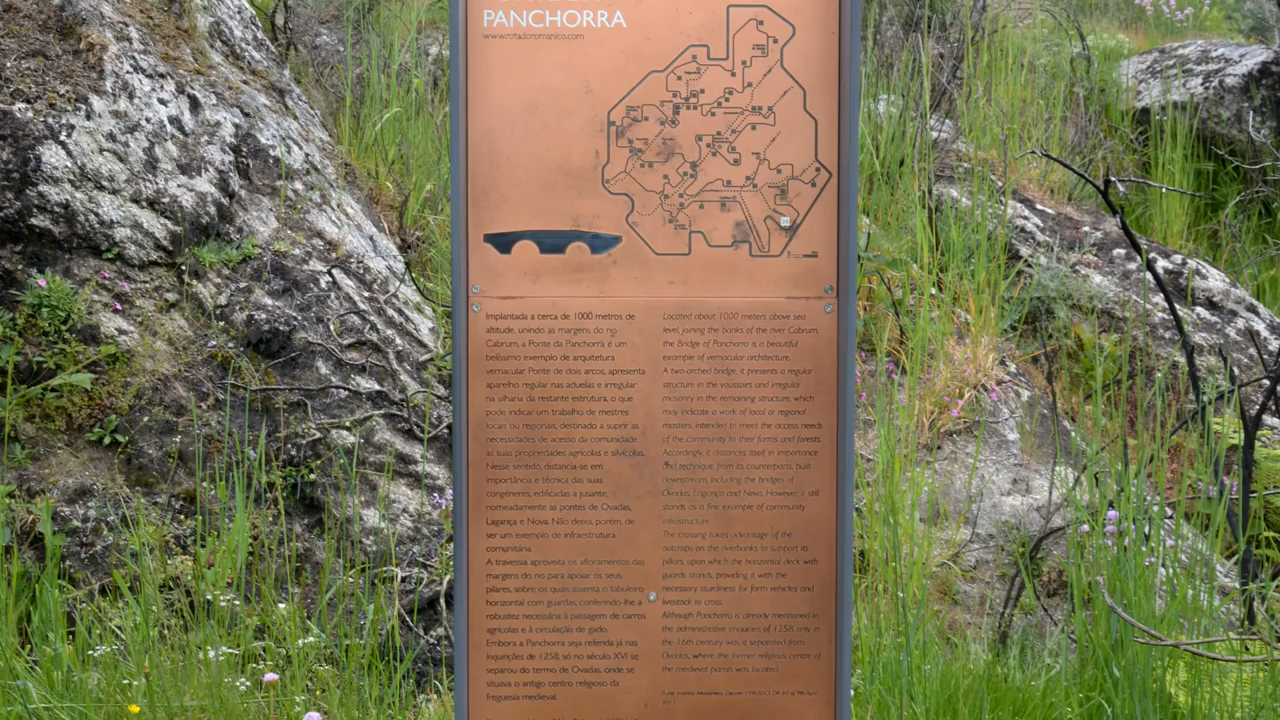 PANCHORRA
www.rotadoromanico.com
Implantada a cerca de 1000 metros de
altitude, unindo as margens do rio
Cabrum, a Ponte da Panchorra é um
belíssimo exemplo de arquitetura
vernacular. Ponte de dois arcos, apresenta
aparelho regular nas aduelas e irregular
na silharia da restante estrutura, o que
pode indicar um trabalho de mestres
locais ou regionais, destinado a suprir as
necessidades de acesso da comunidade
às suas propriedades agrícolas e silvícolas.
Nesse sentido, distancia-se em
importância e técnica das suas
congéneres, edificadas a jusante,
nomeadamente as pontes de Ovadas,
Lagariça e Nova. Não deixa, porém, de
ser um exemplo de infraestrutura
comunitária.
A travessia aproveita os afloramentos das
margens do rio para apoiar os seus
pilares, sobre os quais assenta o tabuleiro
horizontal com guardas, conferindo-lhe a
robustez necessária à passagem de carros
agrícolas e à circulação de gado.
Embora a Panchorra seja referida já nas
Inquirições de 1258, só no século XVI se
separou do termo de Ovadas, onde se
situava o antigo centro religioso da
freguesia medieval.
Located about 1000 meters above sea
level, joining the banks of the river Cabrum,
the Bridge of Panchorra is a beautiful
example of vernacular architecture.
A two-arched bridge, it presents a regular
structure in the voussoirs and irregular
masonry in the remaining structure, which
may indicate a work of local or regional
masters, intended to meet the access needs
of the community to their farms and forests.
Accordingly, it distances itself in importance
and technique from its counterparts, built
downstream, including the bridges of
Ovadas, Lagariça and Nova. However, it still
stands as a fine example of community
infrastructure.
The crossing takes advantage of the
outcrops on the riverbanks to support its
pillars, upon which the horizontal deck with
guards stands, providing it with the
necessary sturdiness for farm vehicles and
livestock to cross.
Although Panchorra is already mentioned in
the administrative enquiries of 1258, only in
the 16th century was it separated from
Ovadas, where the former religious centre of
the medieval parish was located.